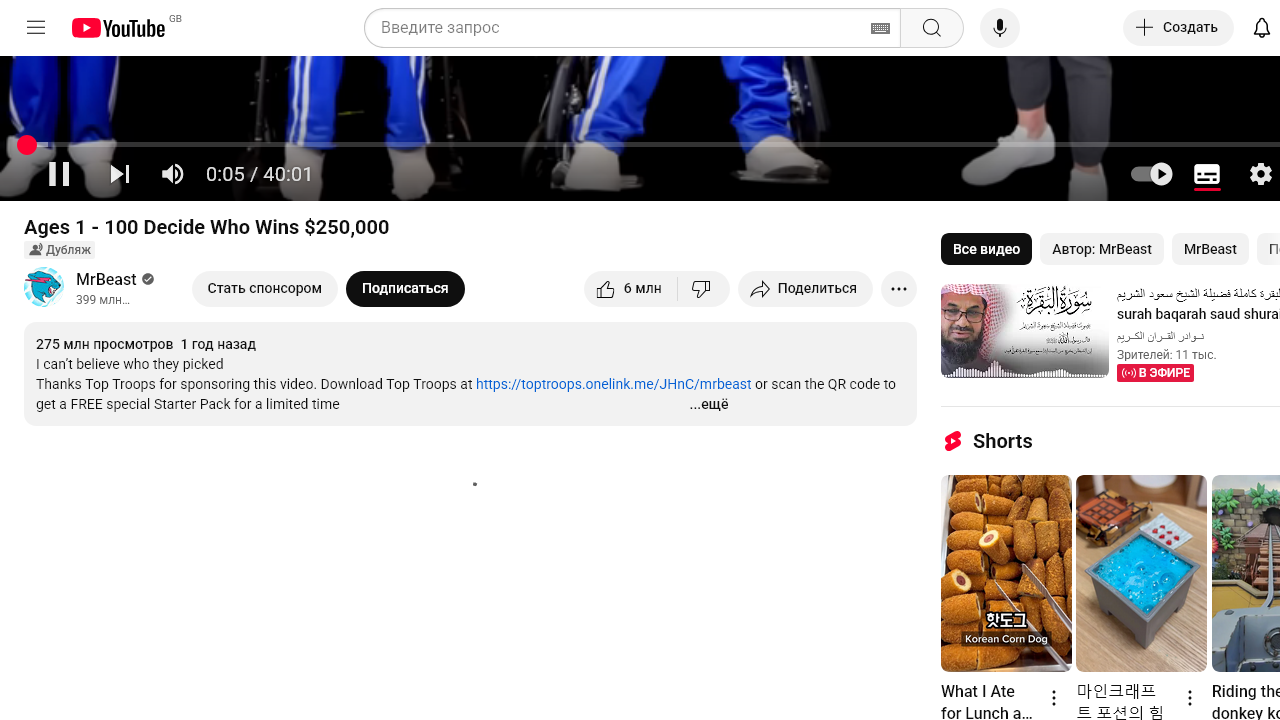 YouTube GB
Введите запрос
Создать
0:05 / 40:01
Ages 1 - 100 Decide Who Wins $250,000
Дубляж
MrBeast
399 млн…
Стать спонсором
Подписаться
6 млн
Поделиться
275 млн просмотров 1 год назад
I can’t believe who they picked
Thanks Top Troops for sponsoring this video. Download Top Troops at https://toptroops.onelink.me/JHnC/mrbeast or scan the QR code to
get a FREE special Starter Pack for a limited time
...ещё
Все видео
Автор: MrBeast
MrBeast
سورة البقرة
البقرة كاملة فضيلة الشيخ سعود الشريم
surah baqarah saud shura
نـوادر القـران الكـريم
Зрителей: 11 тыс.
В ЭФИРЕ
Shorts
핫도그
Korean Corn Dog
What I Ate
for Lunch a…
마인크래프
트 포션의 힘
Riding the
donkey ko